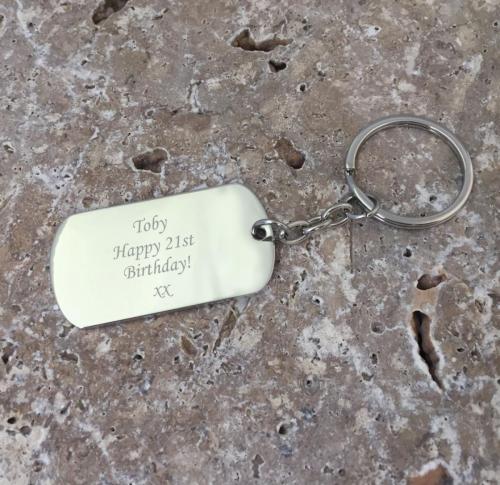 Toby
Happy 21st
Birthday!
xx